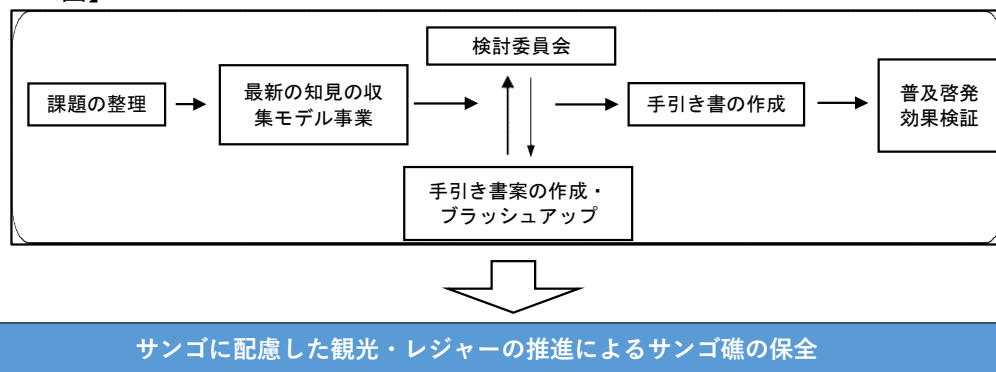 検討委員会
課題の整理
最新の知見の収
集モデル事業
手引き書の作成
普及啓発
効果検証
手引き書案の作成・
ブラッシュアップ
サンゴに配慮した観光・レジャーの推進によるサンゴ礁の保全